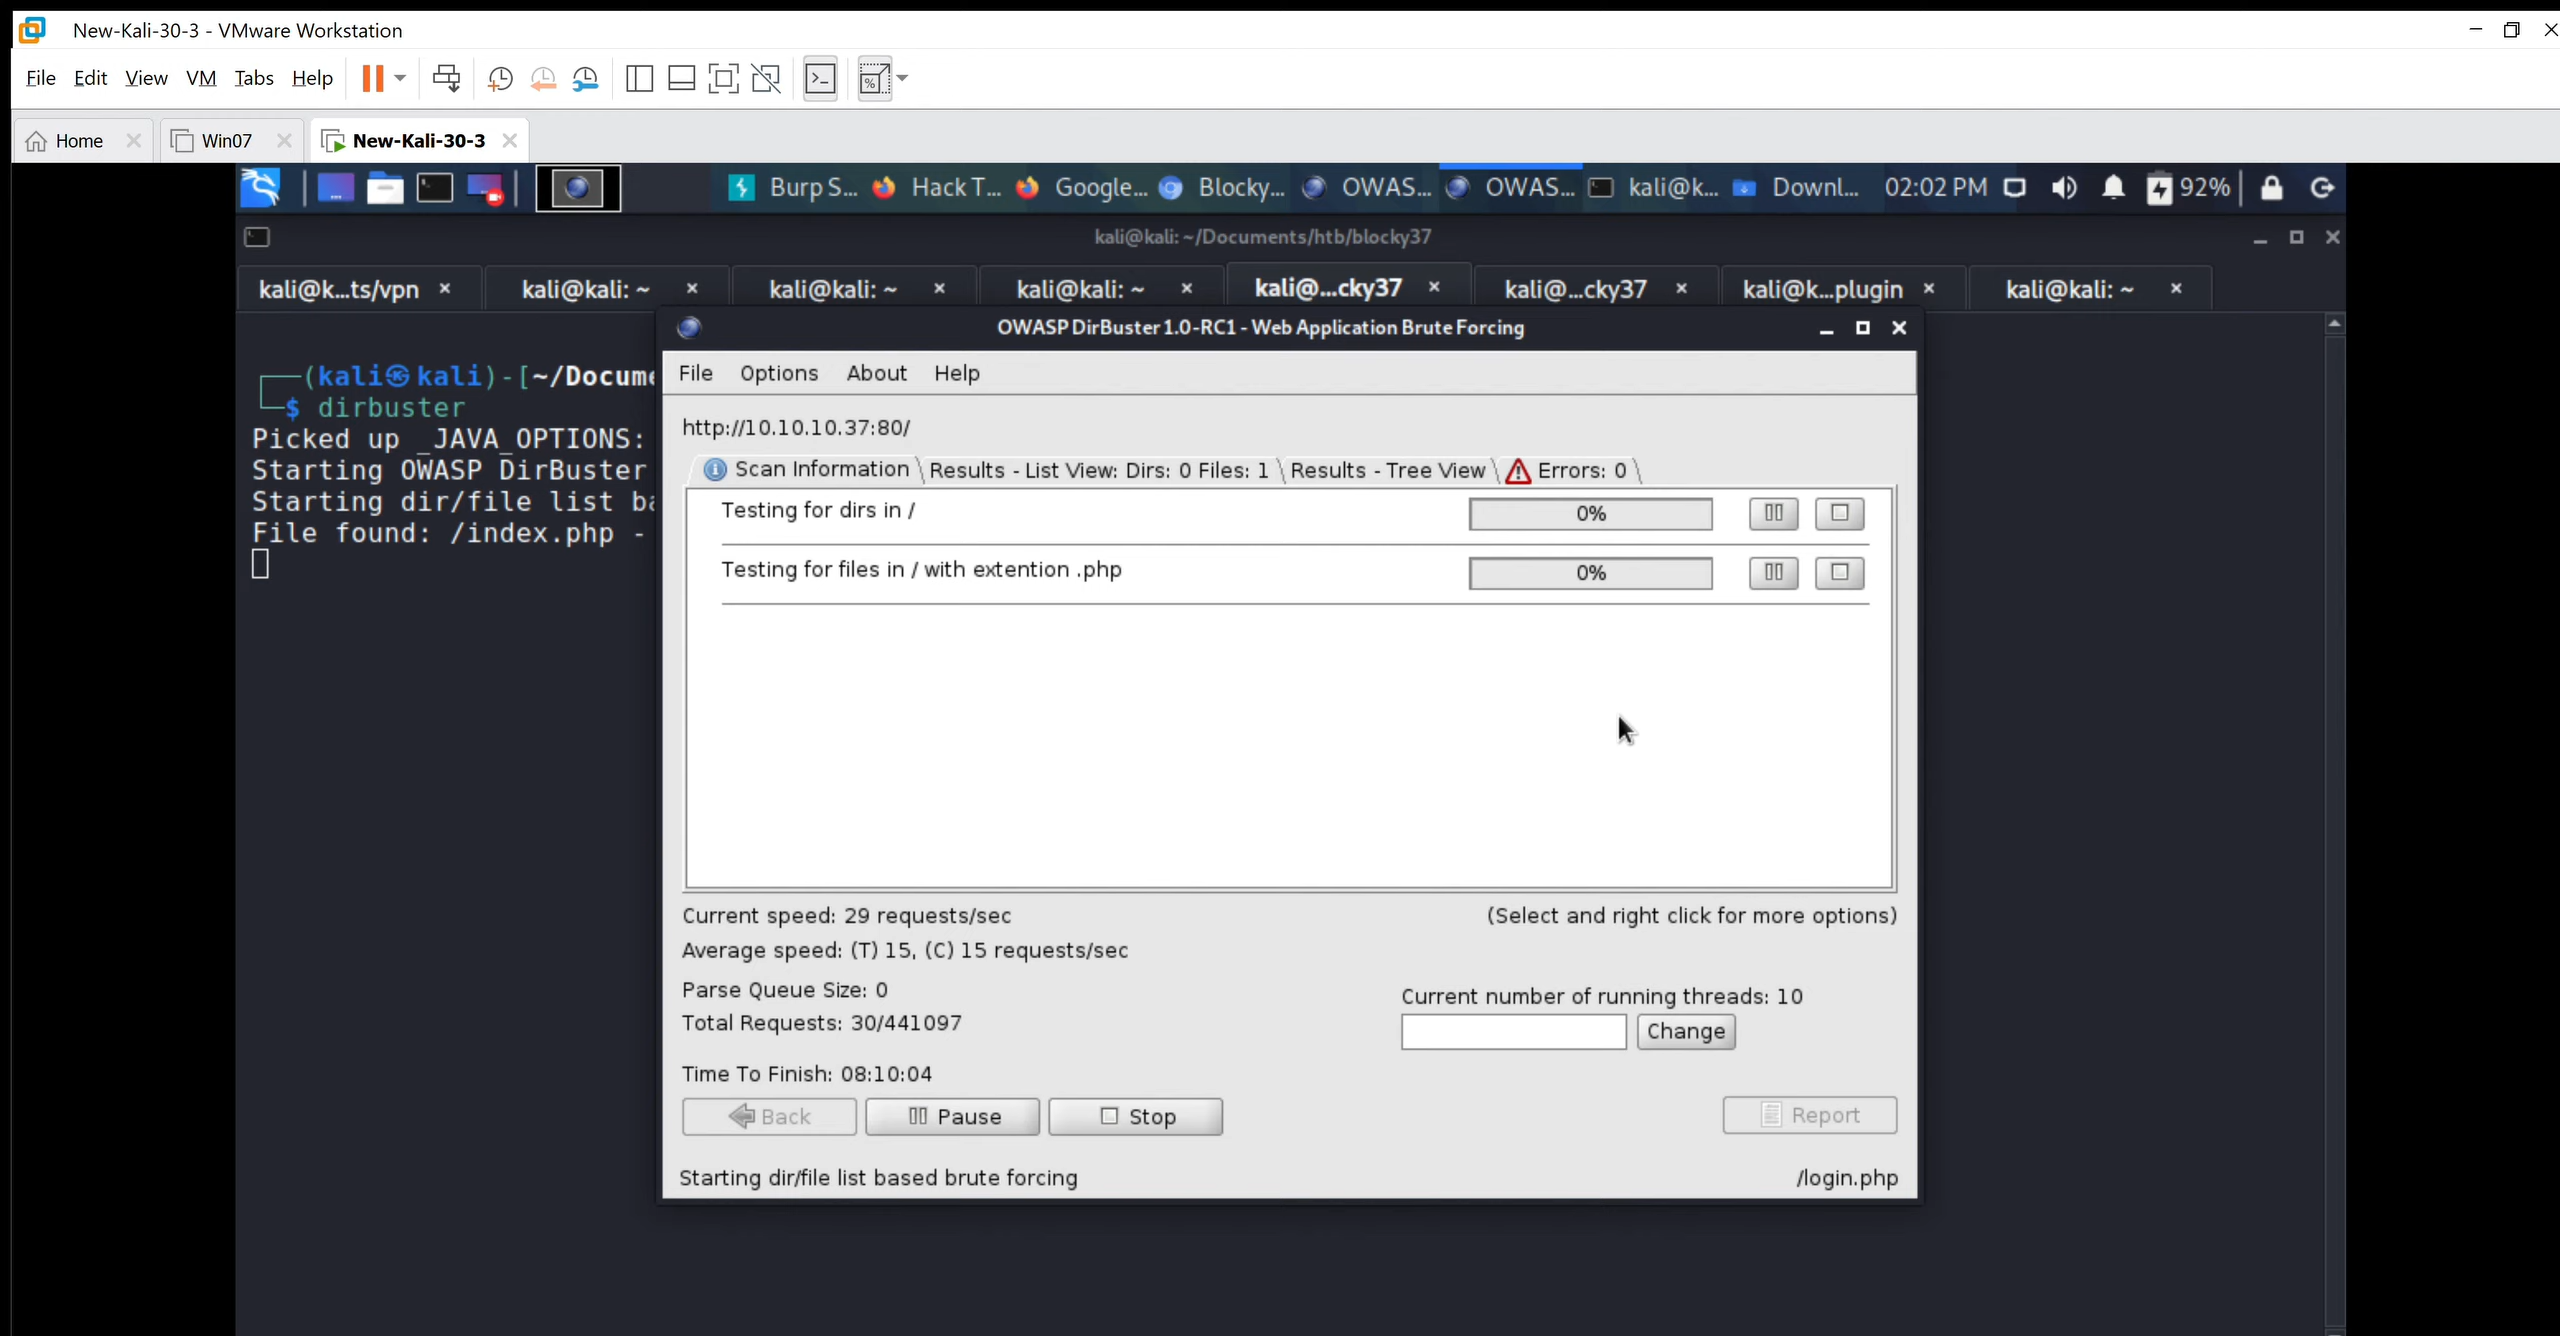 New-Kali-30-3 - VMware Workstation
File Edit View VM Tabs Help
Home Win07 New-Kali-30-3
Burp S... Hack T... Google... Blocky... OWAS... OWAS... kali@k... Downl... 02:02 PM 92%
kali@kali: ~/Documents/htb/blocky37
kali@k...ts/vpn kali@kali: ~ kali@kali: ~ kali@kali: ~ kali@...cky37 kali@...cky37 kali@k...plugin kali@kali: ~
OWASP DirBuster 1.0-RC1 - Web Application Brute Forcing
File Options About Help
(kali㉿kali)-[~/Docume
$ dirbuster
Picked up _JAVA_OPTIONS:
Starting OWASP DirBuster
Starting dir/file list ba
File found: /index.php -
http://10.10.10.37:80/
Scan Information Results - List View: Dirs: 0 Files: 1 Results - Tree View Errors: 0
Testing for dirs in / 0%
Testing for files in / with extention .php 0%
Current speed: 29 requests/sec (Select and right click for more options)
Average speed: (T) 15, (C) 15 requests/sec
Parse Queue Size: 0
Current number of running threads: 10
Total Requests: 30/441097
Change
Time To Finish: 08:10:04
Back Pause Stop Report
Starting dir/file list based brute forcing /login.php